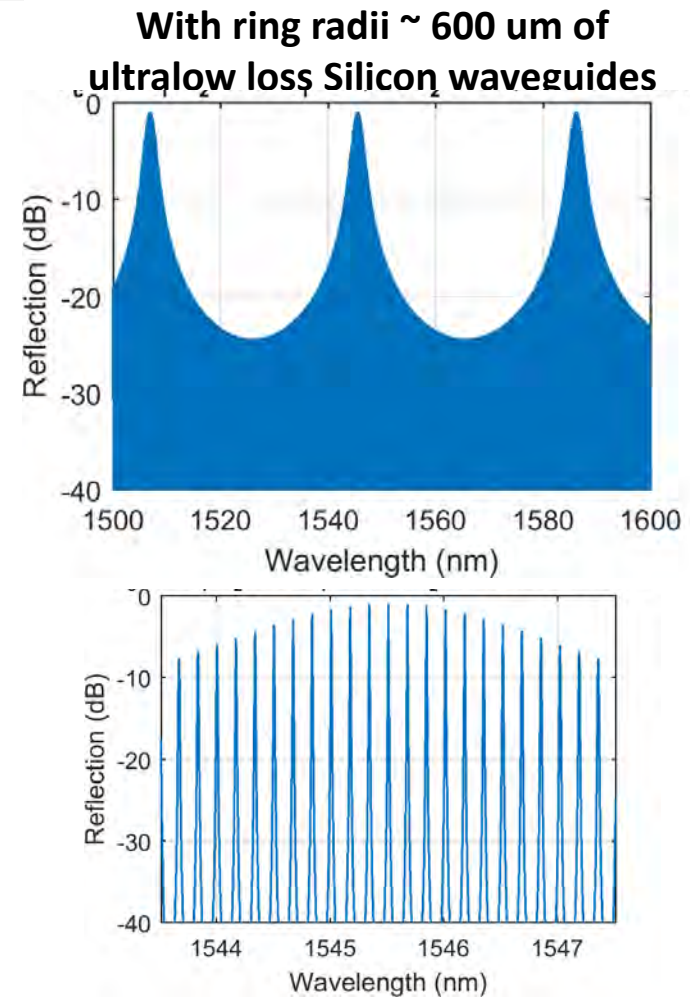 With ring radii ~ 600 um of
ultralow loss Silicon waveguides
0
-10
-20
-30
-40
Reflection (dB)
1500 1520 1540 1560 1580 1600
Wavelength (nm)
0
-10
-20
-30
-40
Reflection (dB)
1544 1545 1546 1547
Wavelength (nm)